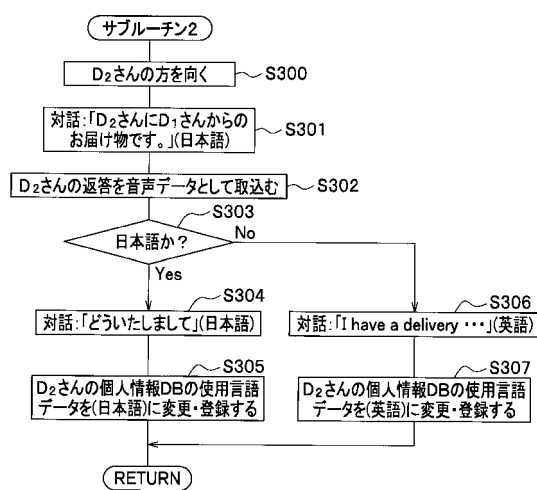 サブルーチン2
D₂さんの方を向く
S300
対話:「D₂さんにD₁さんからの
お届け物です。」(日本語)
S301
D₂さんの返答を音声データとして取込む
S302
S303
日本語か?
No
Yes
S304
対話:「どういたしまして」(日本語)
S305
D₂さんの個人情報DBの使用言語
データを(日本語)に変更・登録する
S306
対話:「I have a delivery ・・・」(英語)
S307
D₂さんの個人情報DBの使用言語
データを(英語)に変更・登録する
RETURN